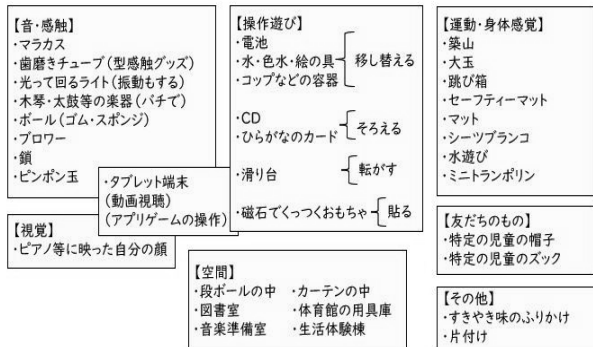 【音・感触】
・マラカス
・歯磨きチューブ(型感触グッズ)
・光って回るライト(振動もする)
・木琴・太鼓等の楽器(バチで)
・ボール(ゴム・スポンジ)
・ブロワー
・鎖
・ピンポン玉
・タブレット端末
(動画視聴)
(アプリゲームの操作)
【視覚】
・ピアノ等に映った自分の顔
【操作遊び】
・電池
・水・色水・絵の具
・コップなどの容器
移し替える
・CD
・ひらがなのカード
そろえる
・滑り台
転がす
・磁石でくっつくおもちゃ
貼る
【空間】
・段ボールの中 ・カーテンの中
・図書室 ・体育館の用具庫
・音楽準備室 ・生活体験棟
【運動・身体感覚】
・築山
・大玉
・跳び箱
・セーフティーマット
・マット
・シーツブランコ
・水遊び
・ミニトランポリン
【友だちのもの】
・特定の児童の帽子
・特定の児童のズック
【その他】
・すきやき味のふりかけ
・片付け